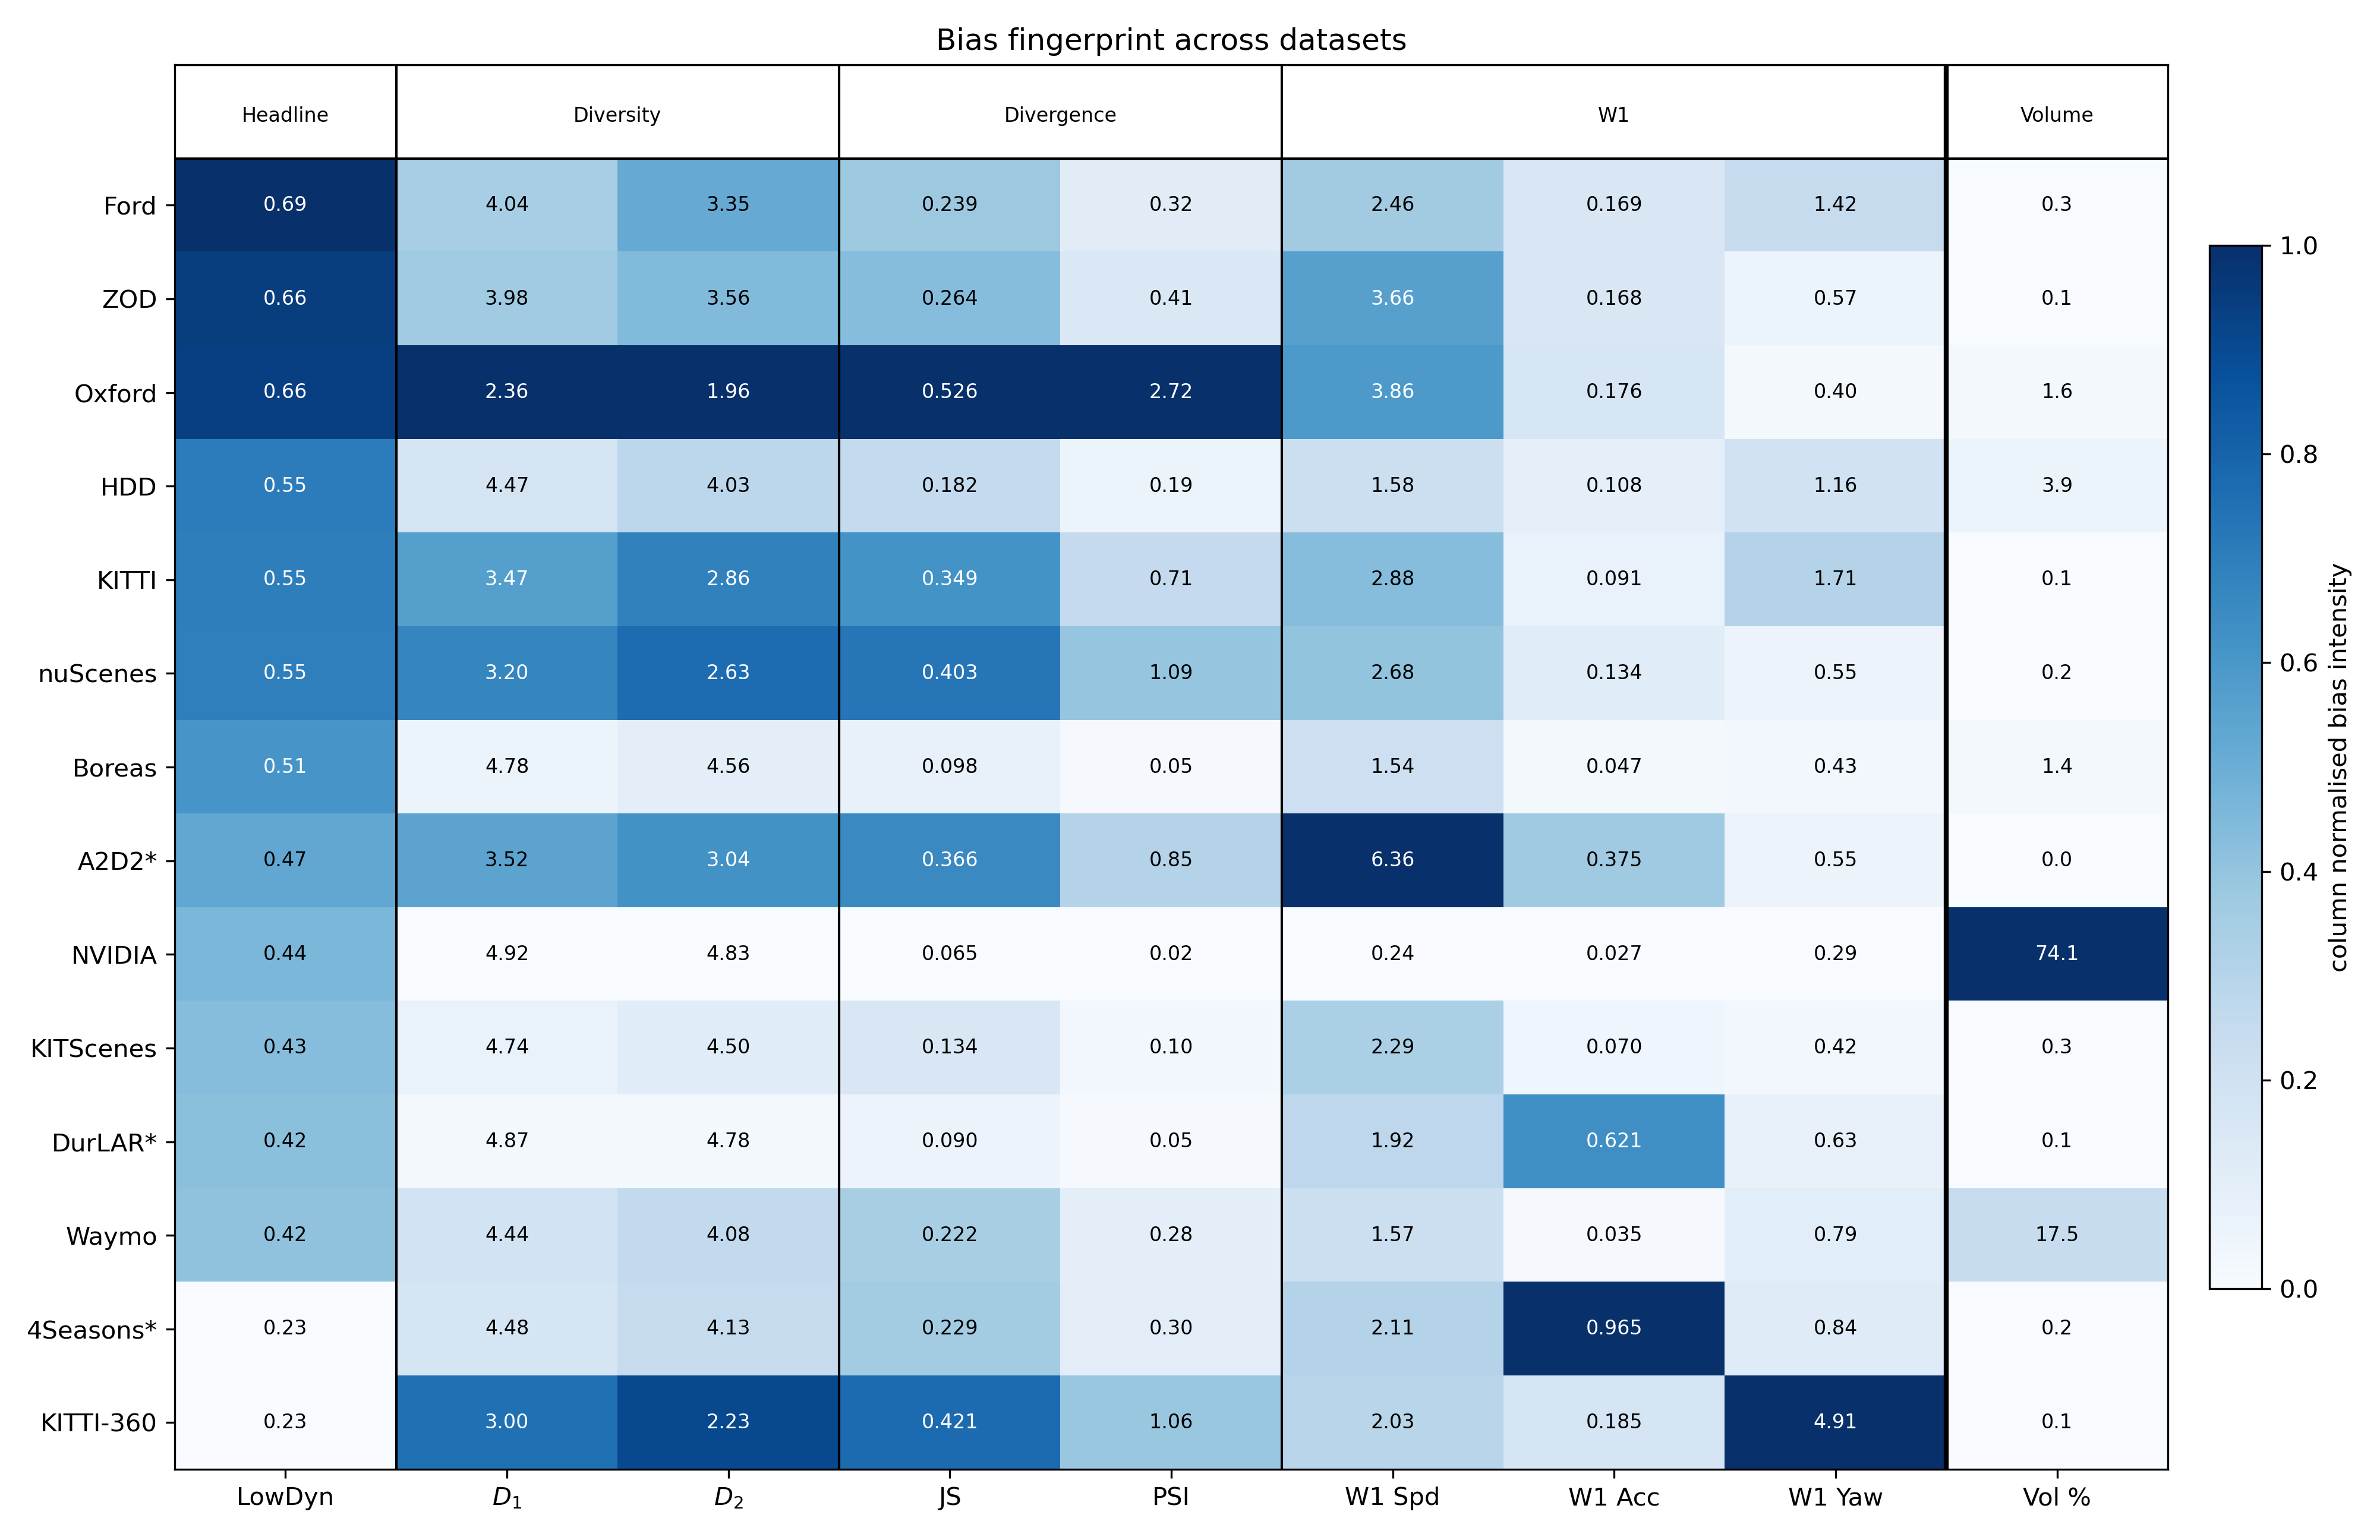 Bias fingerprint across datasets
Headline Diversity Divergence W1 Volume
Ford 0.69 4.04 3.35 0.239 0.32 2.46 0.169 1.42 0.3
ZOD 0.66 3.98 3.56 0.264 0.41 3.66 0.168 0.57 0.1
Oxford 0.66 2.36 1.96 0.526 2.72 3.86 0.176 0.40 1.6
HDD 0.55 4.47 4.03 0.182 0.19 1.58 0.108 1.16 3.9
KITTI 0.55 3.47 2.86 0.349 0.71 2.88 0.091 1.71 0.1
nuScenes 0.55 3.20 2.63 0.403 1.09 2.68 0.134 0.55 0.2
Boreas 0.51 4.78 4.56 0.098 0.05 1.54 0.047 0.43 1.4
A2D2* 0.47 3.52 3.04 0.366 0.85 6.36 0.375 0.55 0.0
NVIDIA 0.44 4.92 4.83 0.065 0.02 0.24 0.027 0.29 74.1
KITScenes 0.43 4.74 4.50 0.134 0.10 2.29 0.070 0.42 0.3
DurLAR* 0.42 4.87 4.78 0.090 0.05 1.92 0.621 0.63 0.1
Waymo 0.42 4.44 4.08 0.222 0.28 1.57 0.035 0.79 17.5
4Seasons* 0.23 4.48 4.13 0.229 0.30 2.11 0.965 0.84 0.2
KITTI-360 0.23 3.00 2.23 0.421 1.06 2.03 0.185 4.91 0.1
LowDyn D₁ D₂ JS PSI W1 Spd W1 Acc W1 Yaw Vol %
1.0
0.8
0.6
0.4
0.2
0.0
column normalised bias intensity